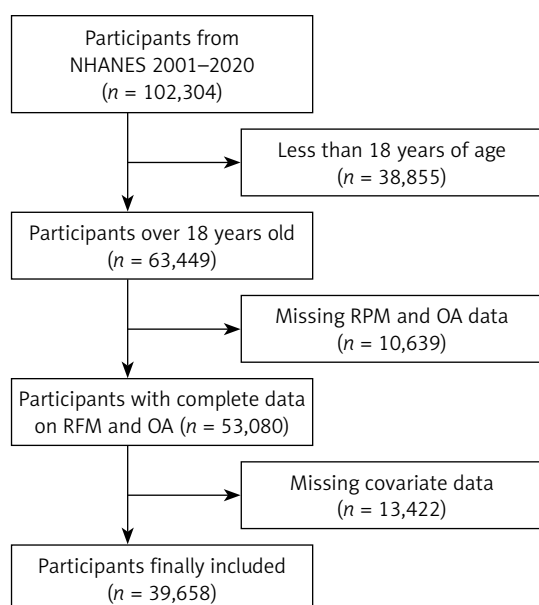 Participants from
NHANES 2001–2020
(n = 102,304)
Less than 18 years of age
(n = 38,855)
Participants over 18 years old
(n = 63,449)
Missing RPM and OA data
(n = 10,639)
Participants with complete data
on RFM and OA (n = 53,080)
Missing covariate data
(n = 13,422)
Participants finally included
(n = 39,658)